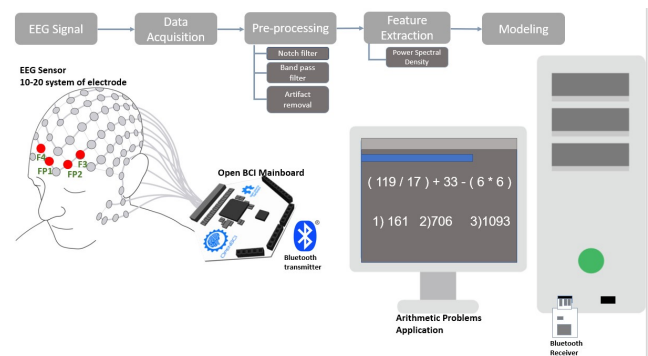 EEG Signal
Data
Acquisition
Pre-processing
Feature
Extraction
Modeling
Notch filter
Band pass
filter
Artifact
removal
Power Spectral
Density
EEG Sensor
10-20 system of electrode
F4
FP1
FP2
F3
Open BCI Mainboard
OpenBCI
®
Bluetooth
transmitter
( 119 / 17 ) + 33 - ( 6 * 6 )
1) 161 2)706 3)1093
Arithmetic Problems
Application
Bluetooth
Receiver